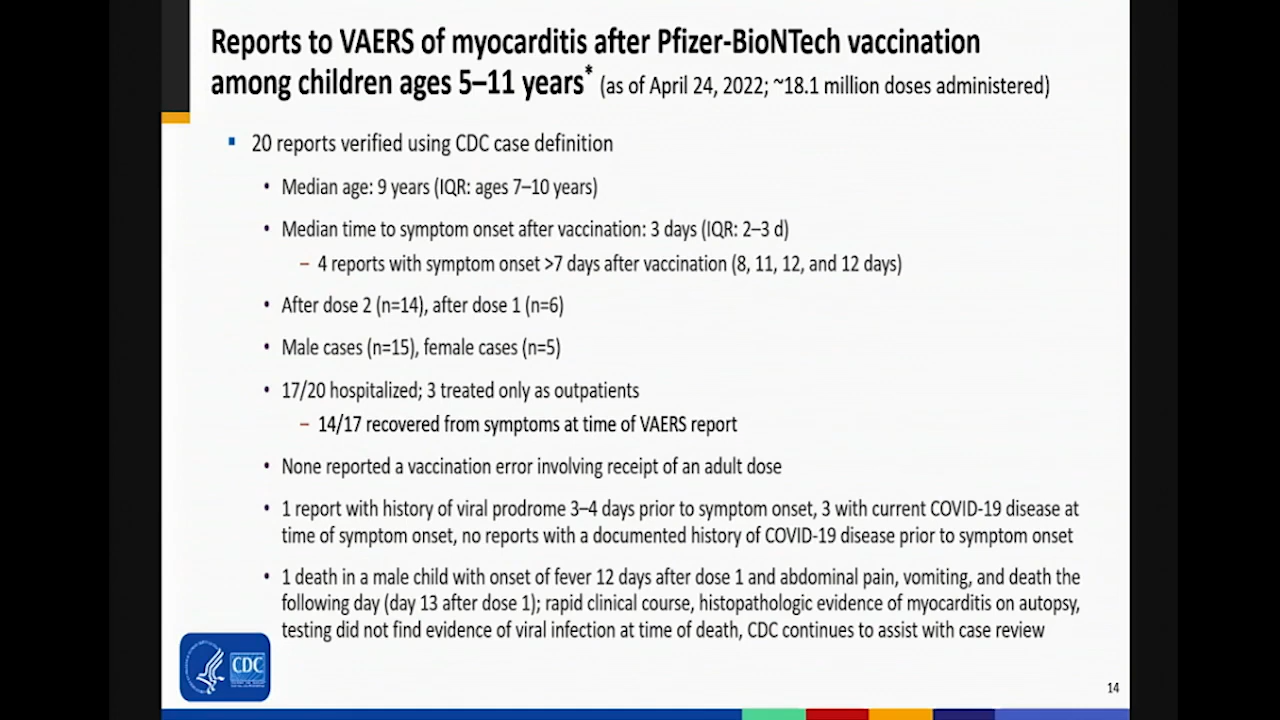 Reports to VAERS of myocarditis after Pfizer-BioNTech vaccination
among children ages 5–11 years* (as of April 24, 2022; ~18.1 million doses administered)
▪ 20 reports verified using CDC case definition
• Median age: 9 years (IQR: ages 7–10 years)
• Median time to symptom onset after vaccination: 3 days (IQR: 2–3 d)
– 4 reports with symptom onset >7 days after vaccination (8, 11, 12, and 12 days)
• After dose 2 (n=14), after dose 1 (n=6)
• Male cases (n=15), female cases (n=5)
• 17/20 hospitalized; 3 treated only as outpatients
– 14/17 recovered from symptoms at time of VAERS report
• None reported a vaccination error involving receipt of an adult dose
• 1 report with history of viral prodrome 3–4 days prior to symptom onset, 3 with current COVID-19 disease at
time of symptom onset, no reports with a documented history of COVID-19 disease prior to symptom onset
• 1 death in a male child with onset of fever 12 days after dose 1 and abdominal pain, vomiting, and death the
following day (day 13 after dose 1); rapid clinical course, histopathologic evidence of myocarditis on autopsy,
testing did not find evidence of viral infection at time of death, CDC continues to assist with case review
CDC
14